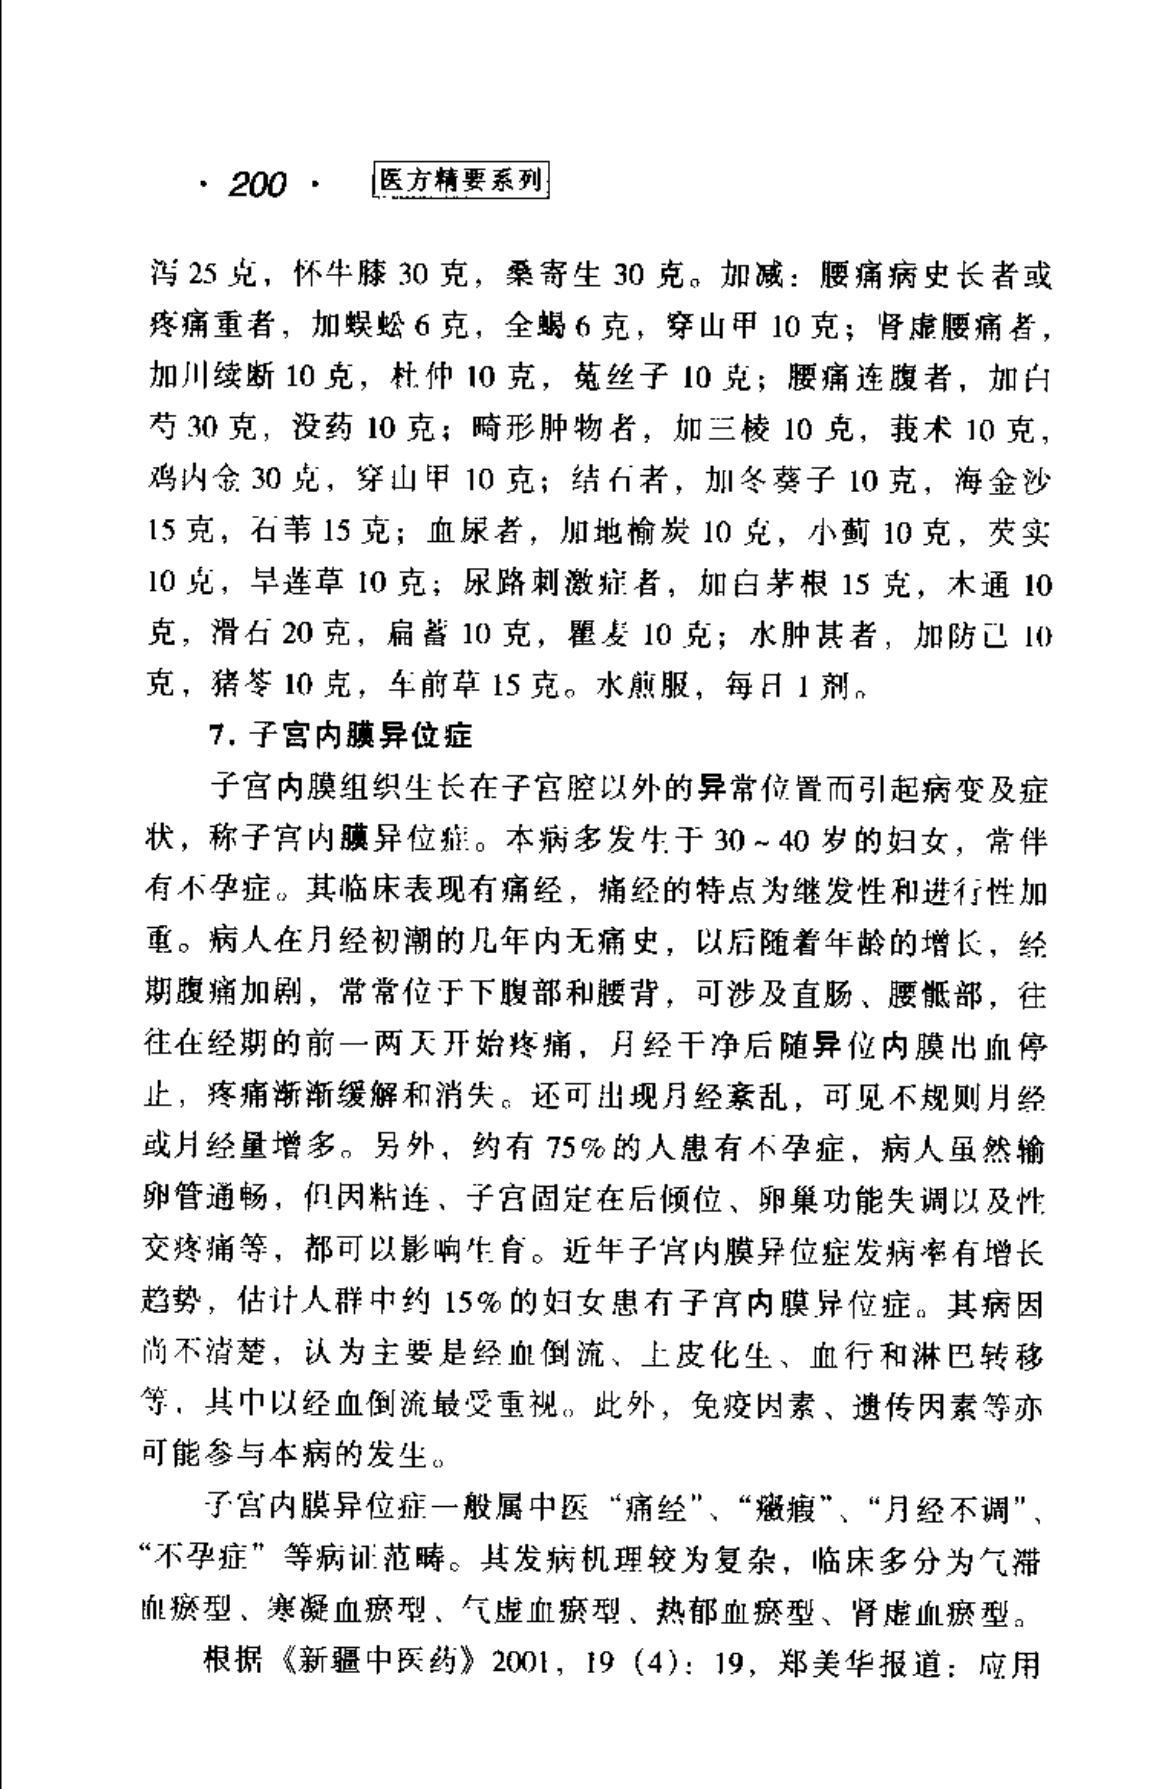 · 200 · 医方精要系列
泻 25 克，怀牛膝 30 克，桑寄生 30 克。加减：腰痛病史长者或
疼痛重者，加蜈蚣 6 克，全蝎 6 克，穿山甲 10 克；肾虚腰痛者，
加川续断 10 克，杜仲 10 克，菟丝子 10 克；腰痛连腹者，加白
芍 30 克，没药 10 克；畸形肿物者，加三棱 10 克，莪术 10 克，
鸡内金 30 克，穿山甲 10 克；结石者，加冬葵子 10 克，海金沙
15 克，石苇 15 克；血尿者，加地榆炭 10 克，小蓟 10 克，芡实
10 克，旱莲草 10 克；尿路刺激症者，加白茅根 15 克，木通 10
克，滑石 20 克，扁蓄 10 克，瞿麦 10 克；水肿甚者，加防己 10
克，猪苓 10 克，车前草 15 克。水煎服，每日 1 剂。
7. 子宫内膜异位症
子宫内膜组织生长在子宫腔以外的异常位置而引起病变及症
状，称子宫内膜异位症。本病多发生于 30～40 岁的妇女，常伴
有不孕症。其临床表现有痛经，痛经的特点为继发性和进行性加
重。病人在月经初潮的几年内无痛史，以后随着年龄的增长，经
期腹痛加剧，常常位于下腹部和腰背，可涉及直肠、腰骶部，往
往在经期的前一两天开始疼痛，月经干净后随异位内膜出血停
止，疼痛渐渐缓解和消失。还可出现月经紊乱，可见不规则月经
或月经量增多。另外，约有 75%的人患有不孕症，病人虽然输
卵管通畅，但因粘连、子宫固定在后倾位、卵巢功能失调以及性
交疼痛等，都可以影响生育。近年子宫内膜异位症发病率有增长
趋势，估计人群中约 15%的妇女患有子宫内膜异位症。其病因
尚不清楚，认为主要是经血倒流、上皮化生、血行和淋巴转移
等，其中以经血倒流最受重视。此外，免疫因素、遗传因素等亦
可能参与本病的发生。
子宫内膜异位症一般属中医“痛经”、“癥瘕”、“月经不调”、
“不孕症”等病证范畴。其发病机理较为复杂，临床多分为气滞
血瘀型、寒凝血瘀型、气虚血瘀型、热郁血瘀型、肾虚血瘀型。
根据《新疆中医药》2001，19（4）：19，郑美华报道：应用